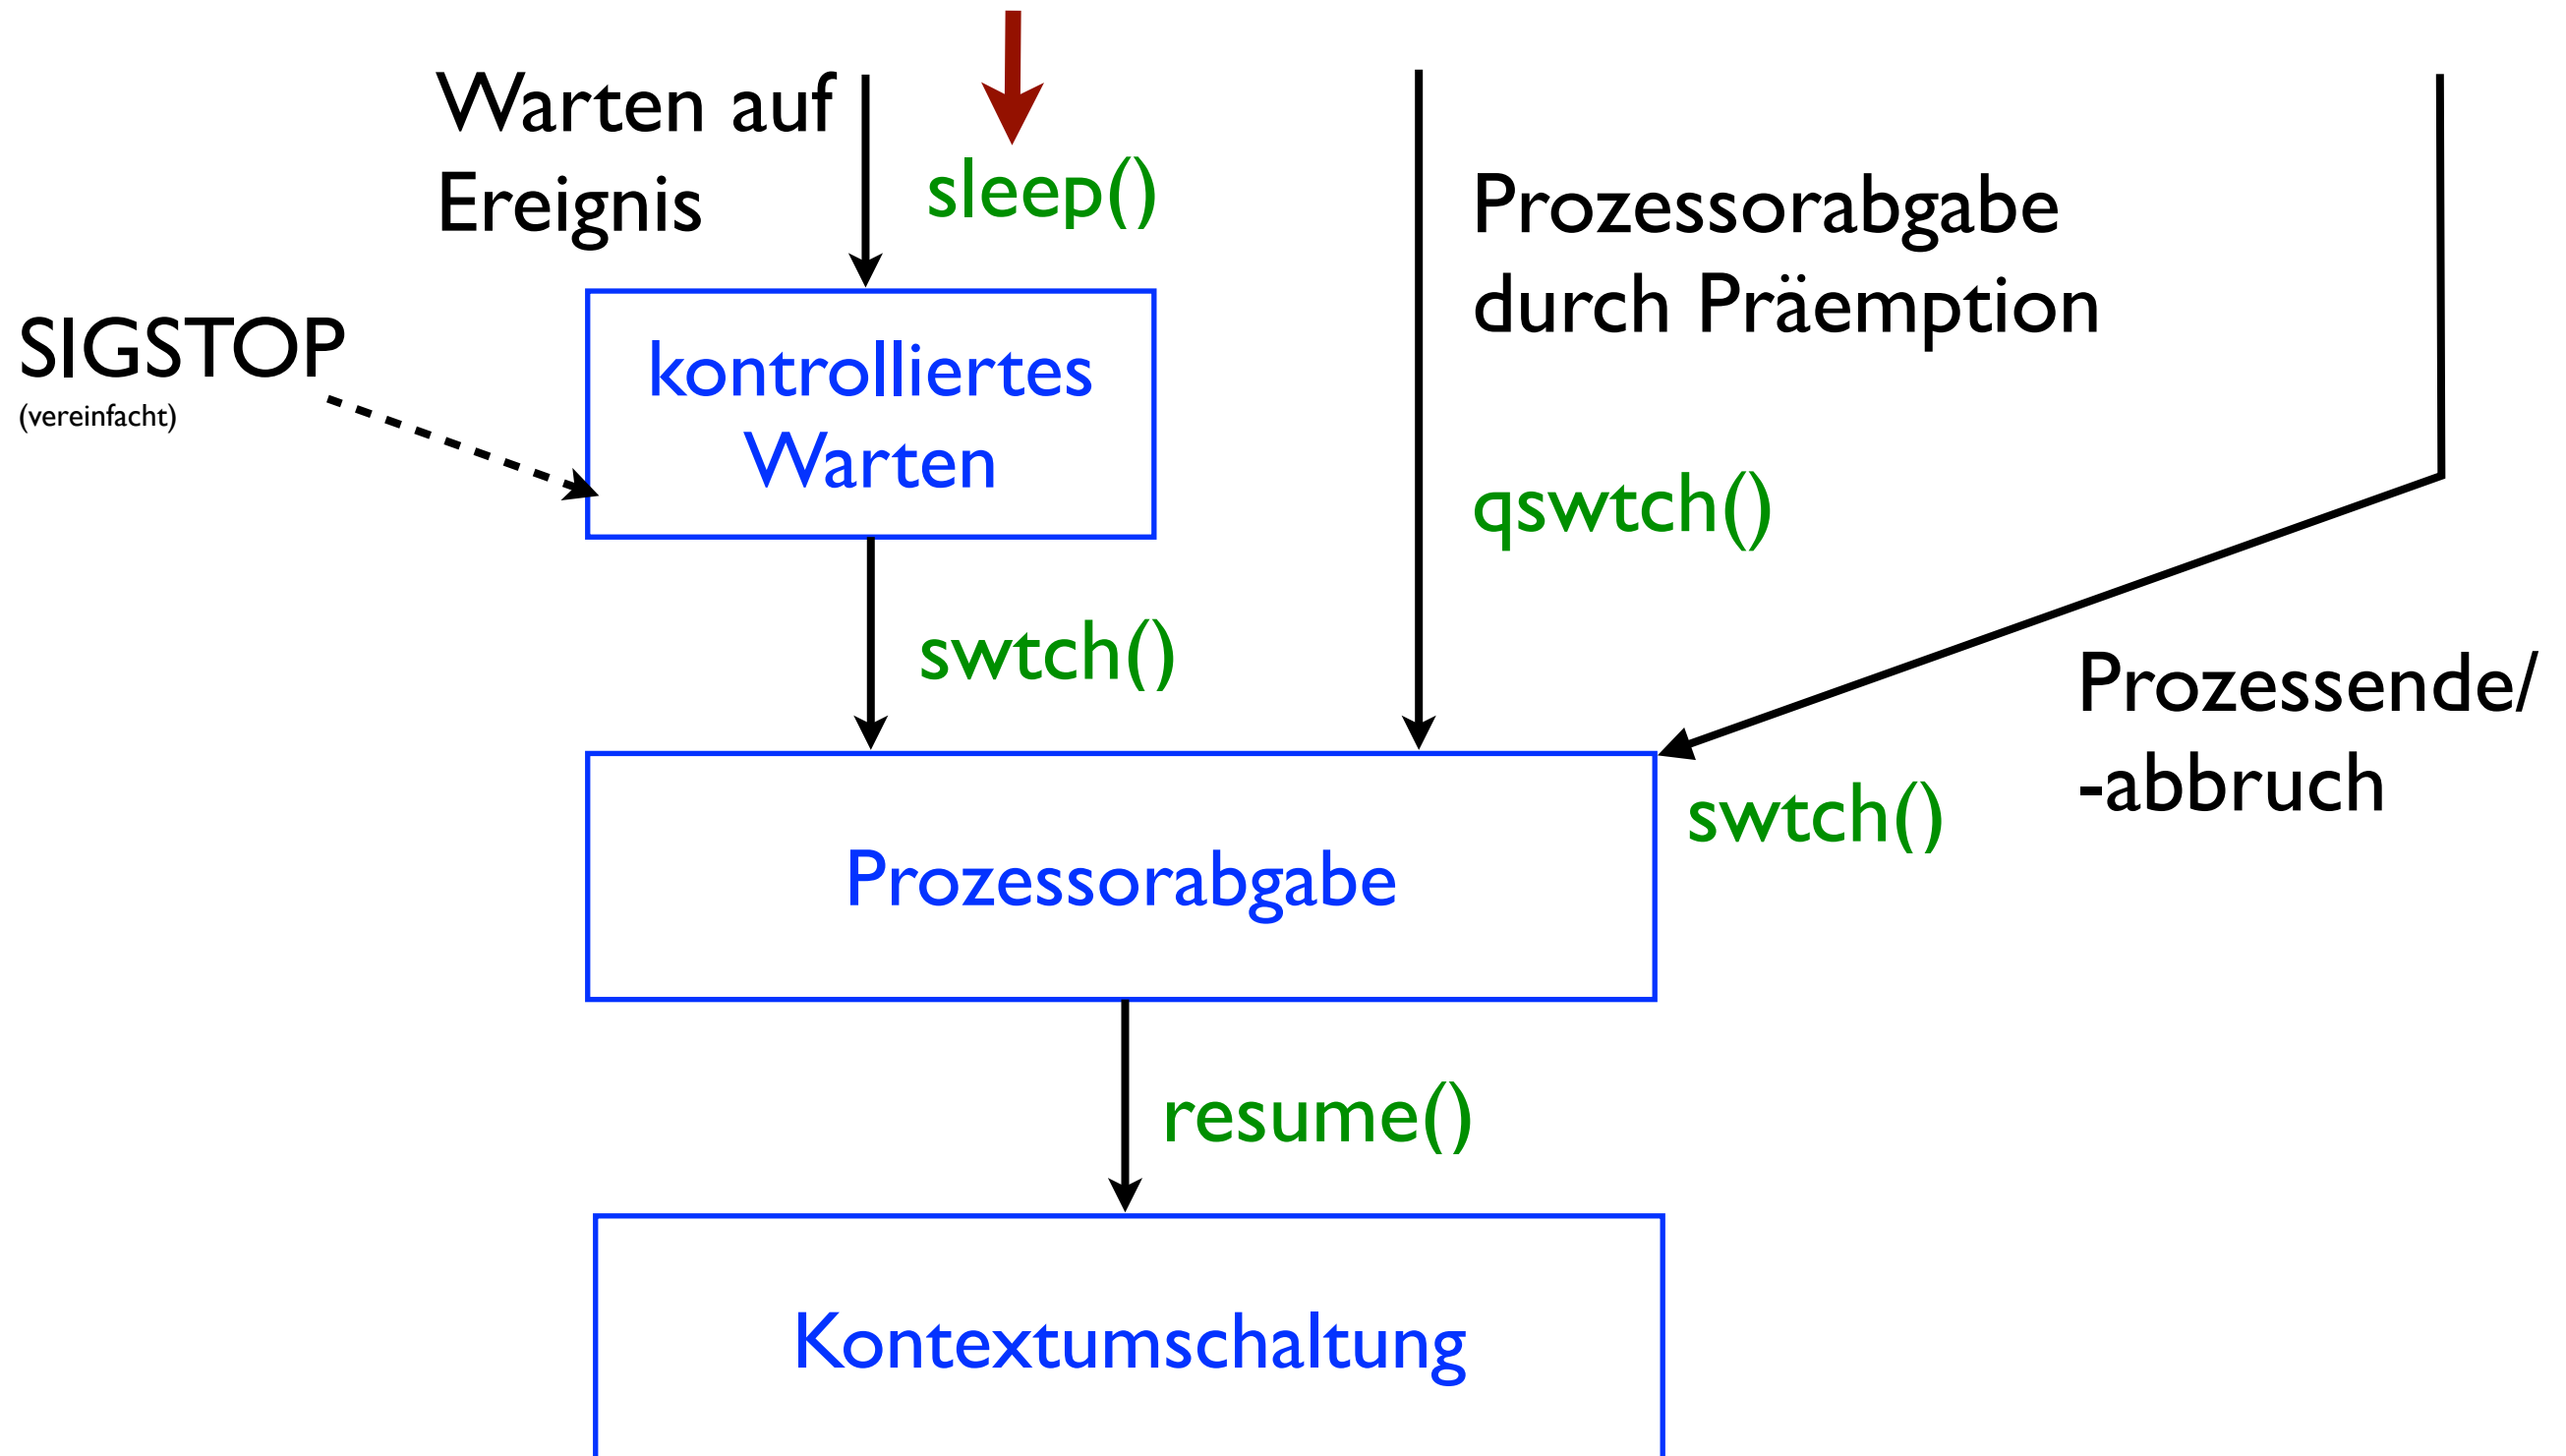 Warten auf
Ereignis
sleep()
Prozessorabgabe
durch Präemption
SIGSTOP
(vereinfacht)
kontrolliertes
Warten
qswtch()
swtch()
Prozessende/
-abbruch
swtch()
Prozessorabgabe
resume()
Kontextumschaltung